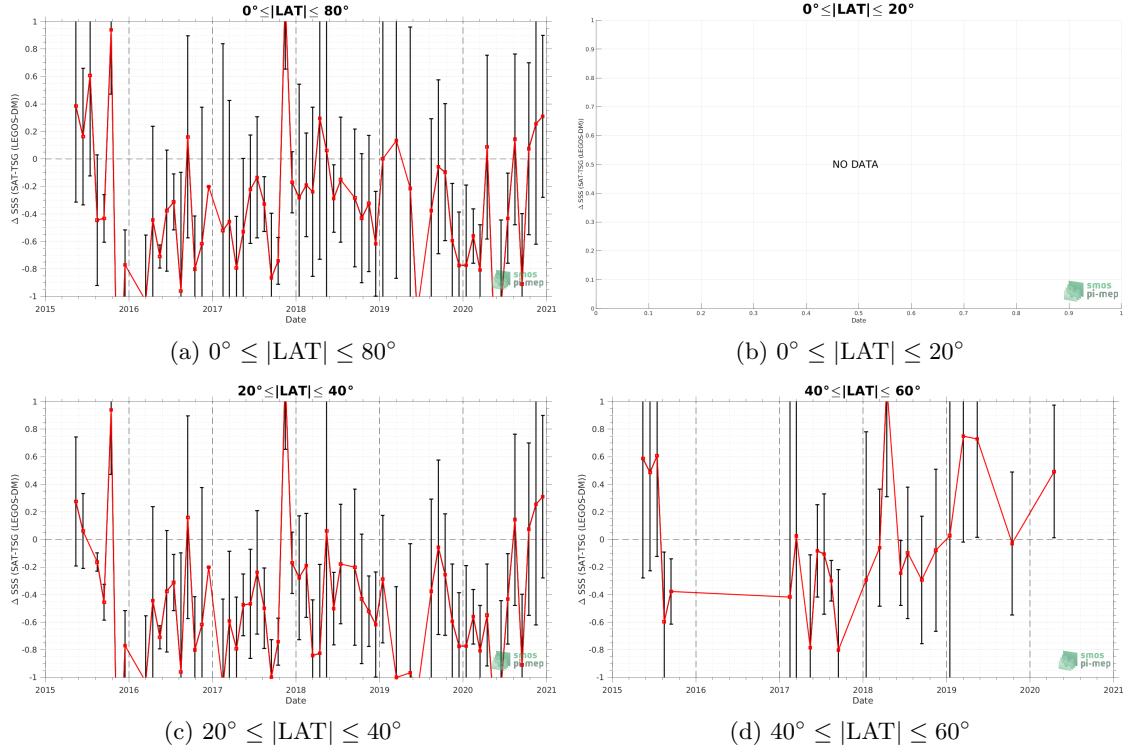 0°≤|LAT|≤ 80°
Δ SSS (SAT-TSG (LEGOS-DM))
1
0.8
0.6
0.4
0.2
0
-0.2
-0.4
-0.6
-0.8
-1
2015 2016 2017 2018 2019 2020 2021
Date
smos
pi-mep
(a) 0° ≤ |LAT| ≤ 80°
0°≤|LAT|≤ 20°
Δ SSS (SAT-TSG (LEGOS-DM))
1
0.9
0.8
0.7
0.6
0.5
0.4
0.3
0.2
0.1
0
NO DATA
0 0.1 0.2 0.3 0.4 0.5 0.6 0.7 0.8 0.9 1
Date
smos
pi-mep
(b) 0° ≤ |LAT| ≤ 20°
20°≤|LAT|≤ 40°
Δ SSS (SAT-TSG (LEGOS-DM))
1
0.8
0.6
0.4
0.2
0
-0.2
-0.4
-0.6
-0.8
-1
2015 2016 2017 2018 2019 2020 2021
Date
smos
pi-mep
(c) 20° ≤ |LAT| ≤ 40°
40°≤|LAT|≤ 60°
Δ SSS (SAT-TSG (LEGOS-DM))
1
0.8
0.6
0.4
0.2
0
-0.2
-0.4
-0.6
-0.8
-1
2015 2016 2017 2018 2019 2020 2021
Date
smos
pi-mep
(d) 40° ≤ |LAT| ≤ 60°